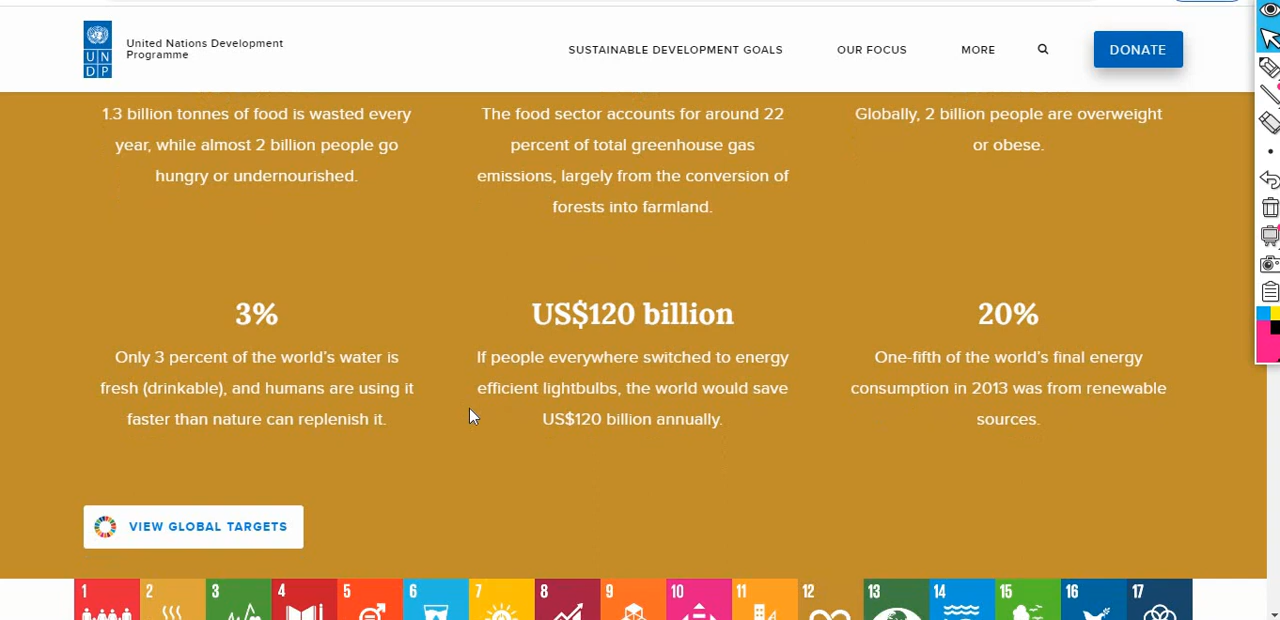 United Nations Development
Programme
U N
D P
SUSTAINABLE DEVELOPMENT GOALS
OUR FOCUS
MORE
DONATE
1.3 billion tonnes of food is wasted every
year, while almost 2 billion people go
hungry or undernourished.
The food sector accounts for around 22
percent of total greenhouse gas
emissions, largely from the conversion of
forests into farmland.
Globally, 2 billion people are overweight
or obese.
3%
Only 3 percent of the world's water is
fresh (drinkable), and humans are using it
faster than nature can replenish it.
US$120 billion
If people everywhere switched to energy
efficient lightbulbs, the world would save
US$120 billion annually.
20%
One-fifth of the world's final energy
consumption in 2013 was from renewable
sources.
VIEW GLOBAL TARGETS
1 2 3 4 5 6 7 8 9 10 11 12 13 14 15 16 17